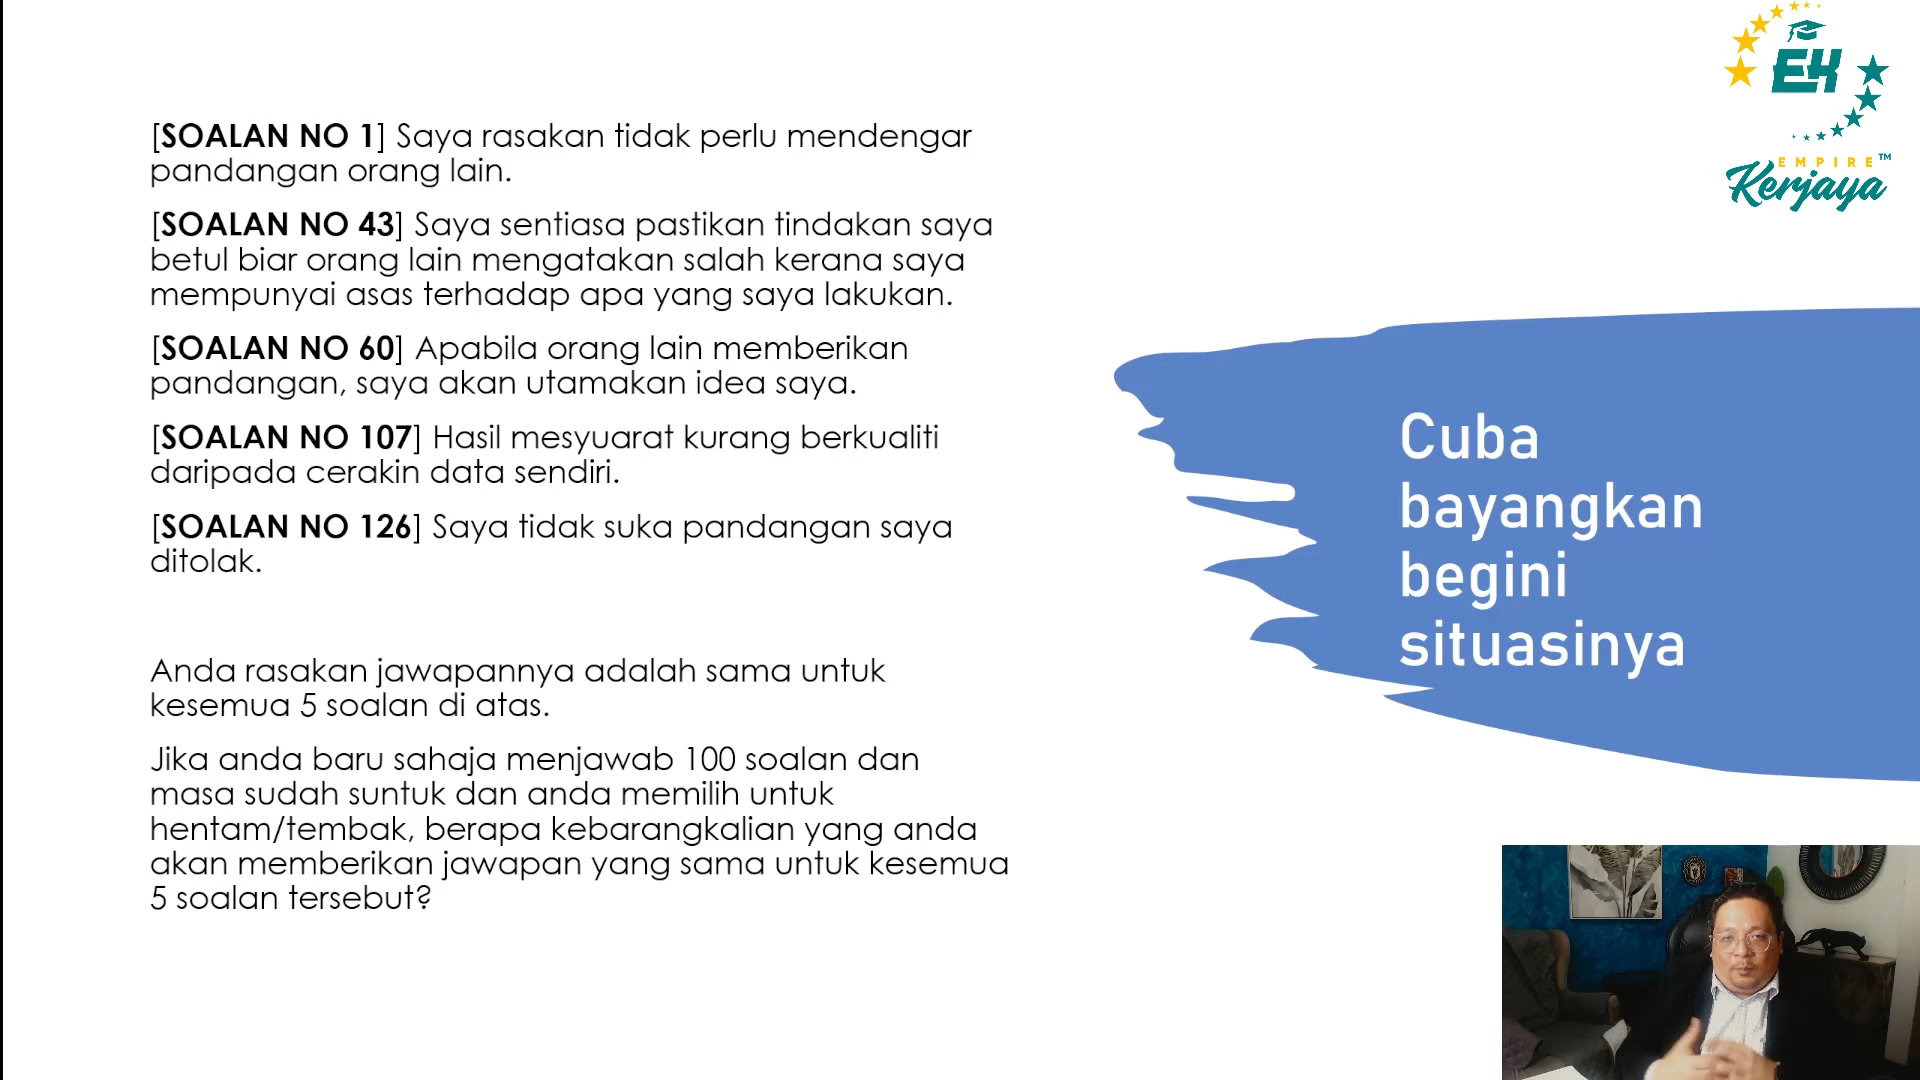 [SOALAN NO 1] Saya rasakan tidak perlu mendengar
pandangan orang lain.
[SOALAN NO 43] Saya sentiasa pastikan tindakan saya
betul biar orang lain mengatakan salah kerana saya
mempunyai asas terhadap apa yang saya lakukan.
[SOALAN NO 60] Apabila orang lain memberikan
pandangan, saya akan utamakan idea saya.
[SOALAN NO 107] Hasil mesyuarat kurang berkualiti
daripada cerakin data sendiri.
[SOALAN NO 126] Saya tidak suka pandangan saya
ditolak.
Anda rasakan jawapannya adalah sama untuk
kesemua 5 soalan di atas.
Jika anda baru sahaja menjawab 100 soalan dan
masa sudah suntuk dan anda memilih untuk
hentam/tembak, berapa kebarangkalian yang anda
akan memberikan jawapan yang sama untuk kesemua
5 soalan tersebut?
EK
EMPIRE™
Kerjaya
Cuba
bayangkan
begini
situasinya